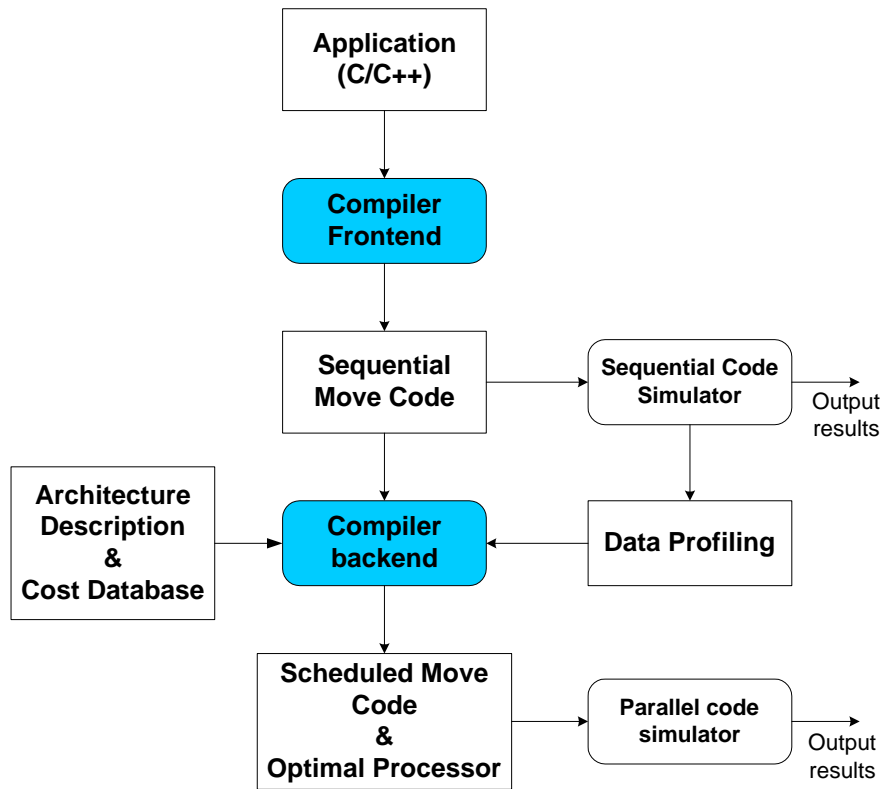 Application
(C/C++)
Compiler
Frontend
Sequential
Move Code
Sequential Code
Simulator
Output
results
Architecture
Description
&
Cost Database
Compiler
backend
Data Profiling
Scheduled Move
Code
&
Optimal Processor
Parallel code
simulator
Output
results